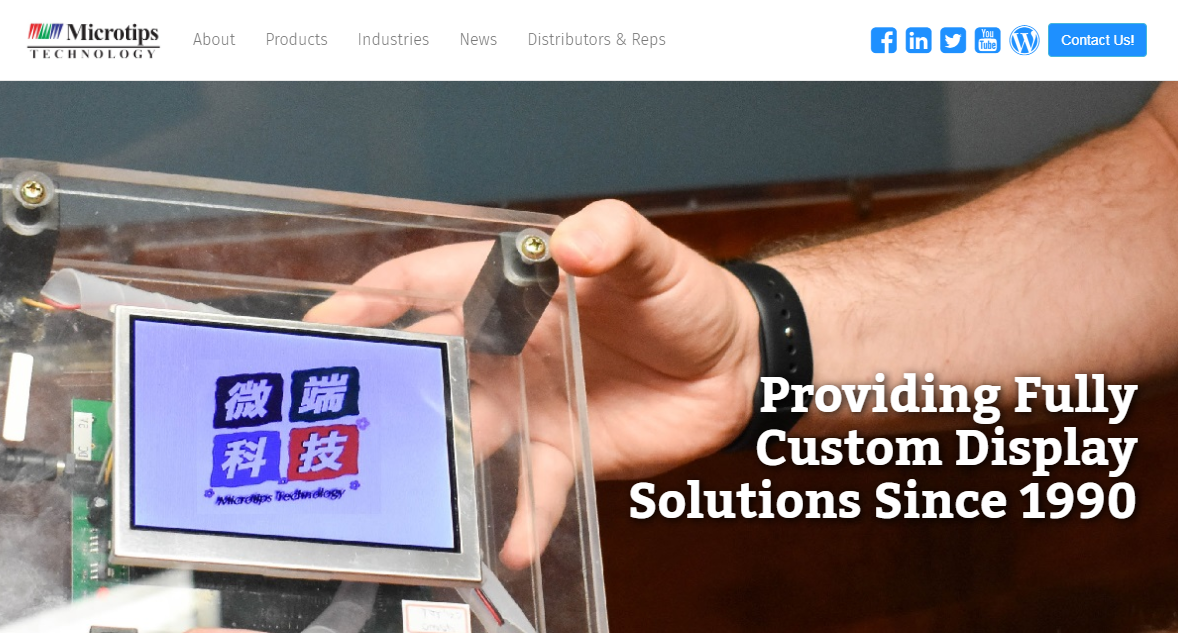 Microtips
TECHNOLOGY
About
Products
Industries
News
Distributors & Reps
You
Tube
Contact Us!
微端
科技
Microtips Technology
Providing Fully
Custom Display
Solutions Since 1990